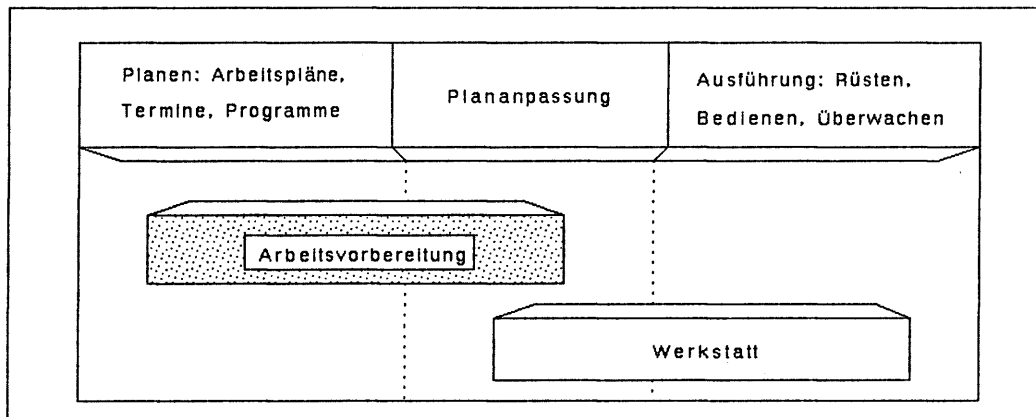 Planen: Arbeitspläne,
Termine, Programme
Plananpassung
Ausführung: Rüsten,
Bedienen, Überwachen
Arbeitsvorbereitung
Werkstatt